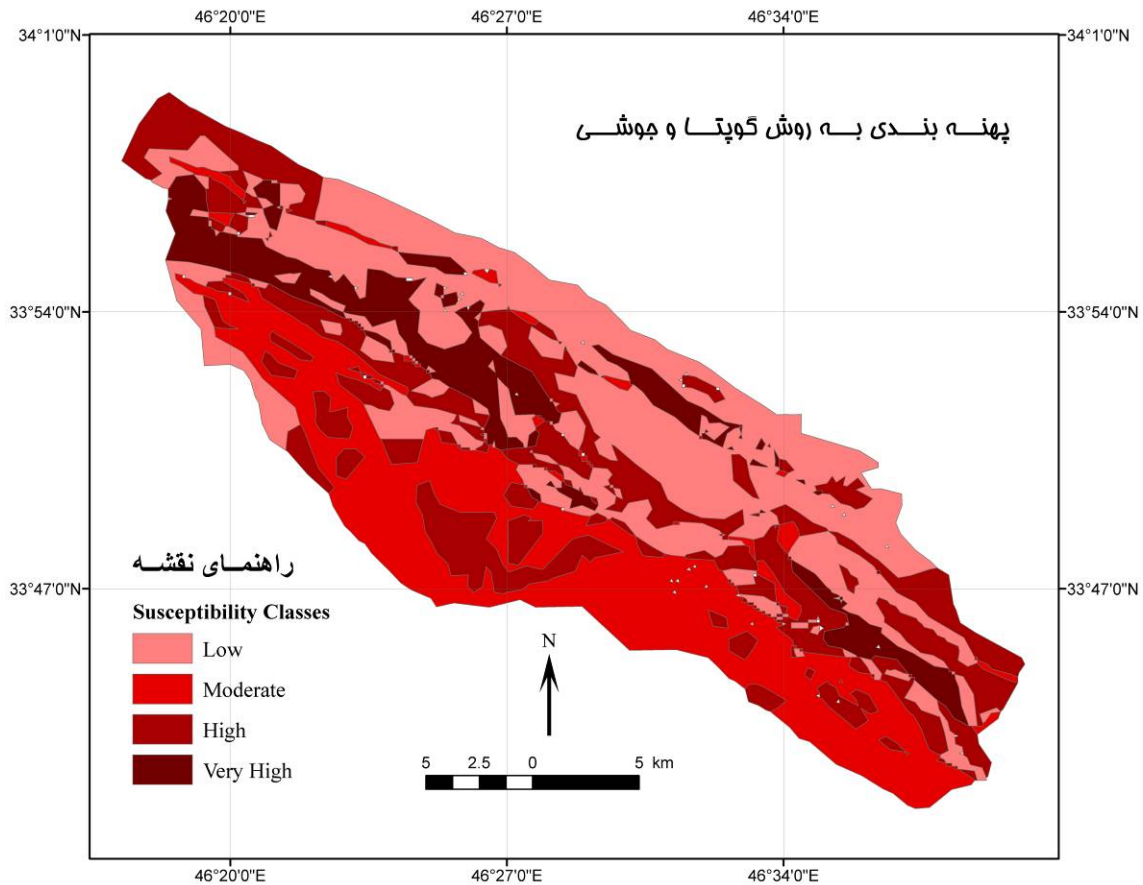 46°20'0"E 46°27'0"E 46°34'0"E
34°1'0"N 34°1'0"N
پهنه بندی به روش گوپتا و جوشی
33°54'0"N 33°54'0"N
راهنمای نقشه
33°47'0"N 33°47'0"N
Susceptibility Classes
Low
Moderate
High
Very High
N
5 2.5 0 5 km
46°20'0"E 46°27'0"E 46°34'0"E